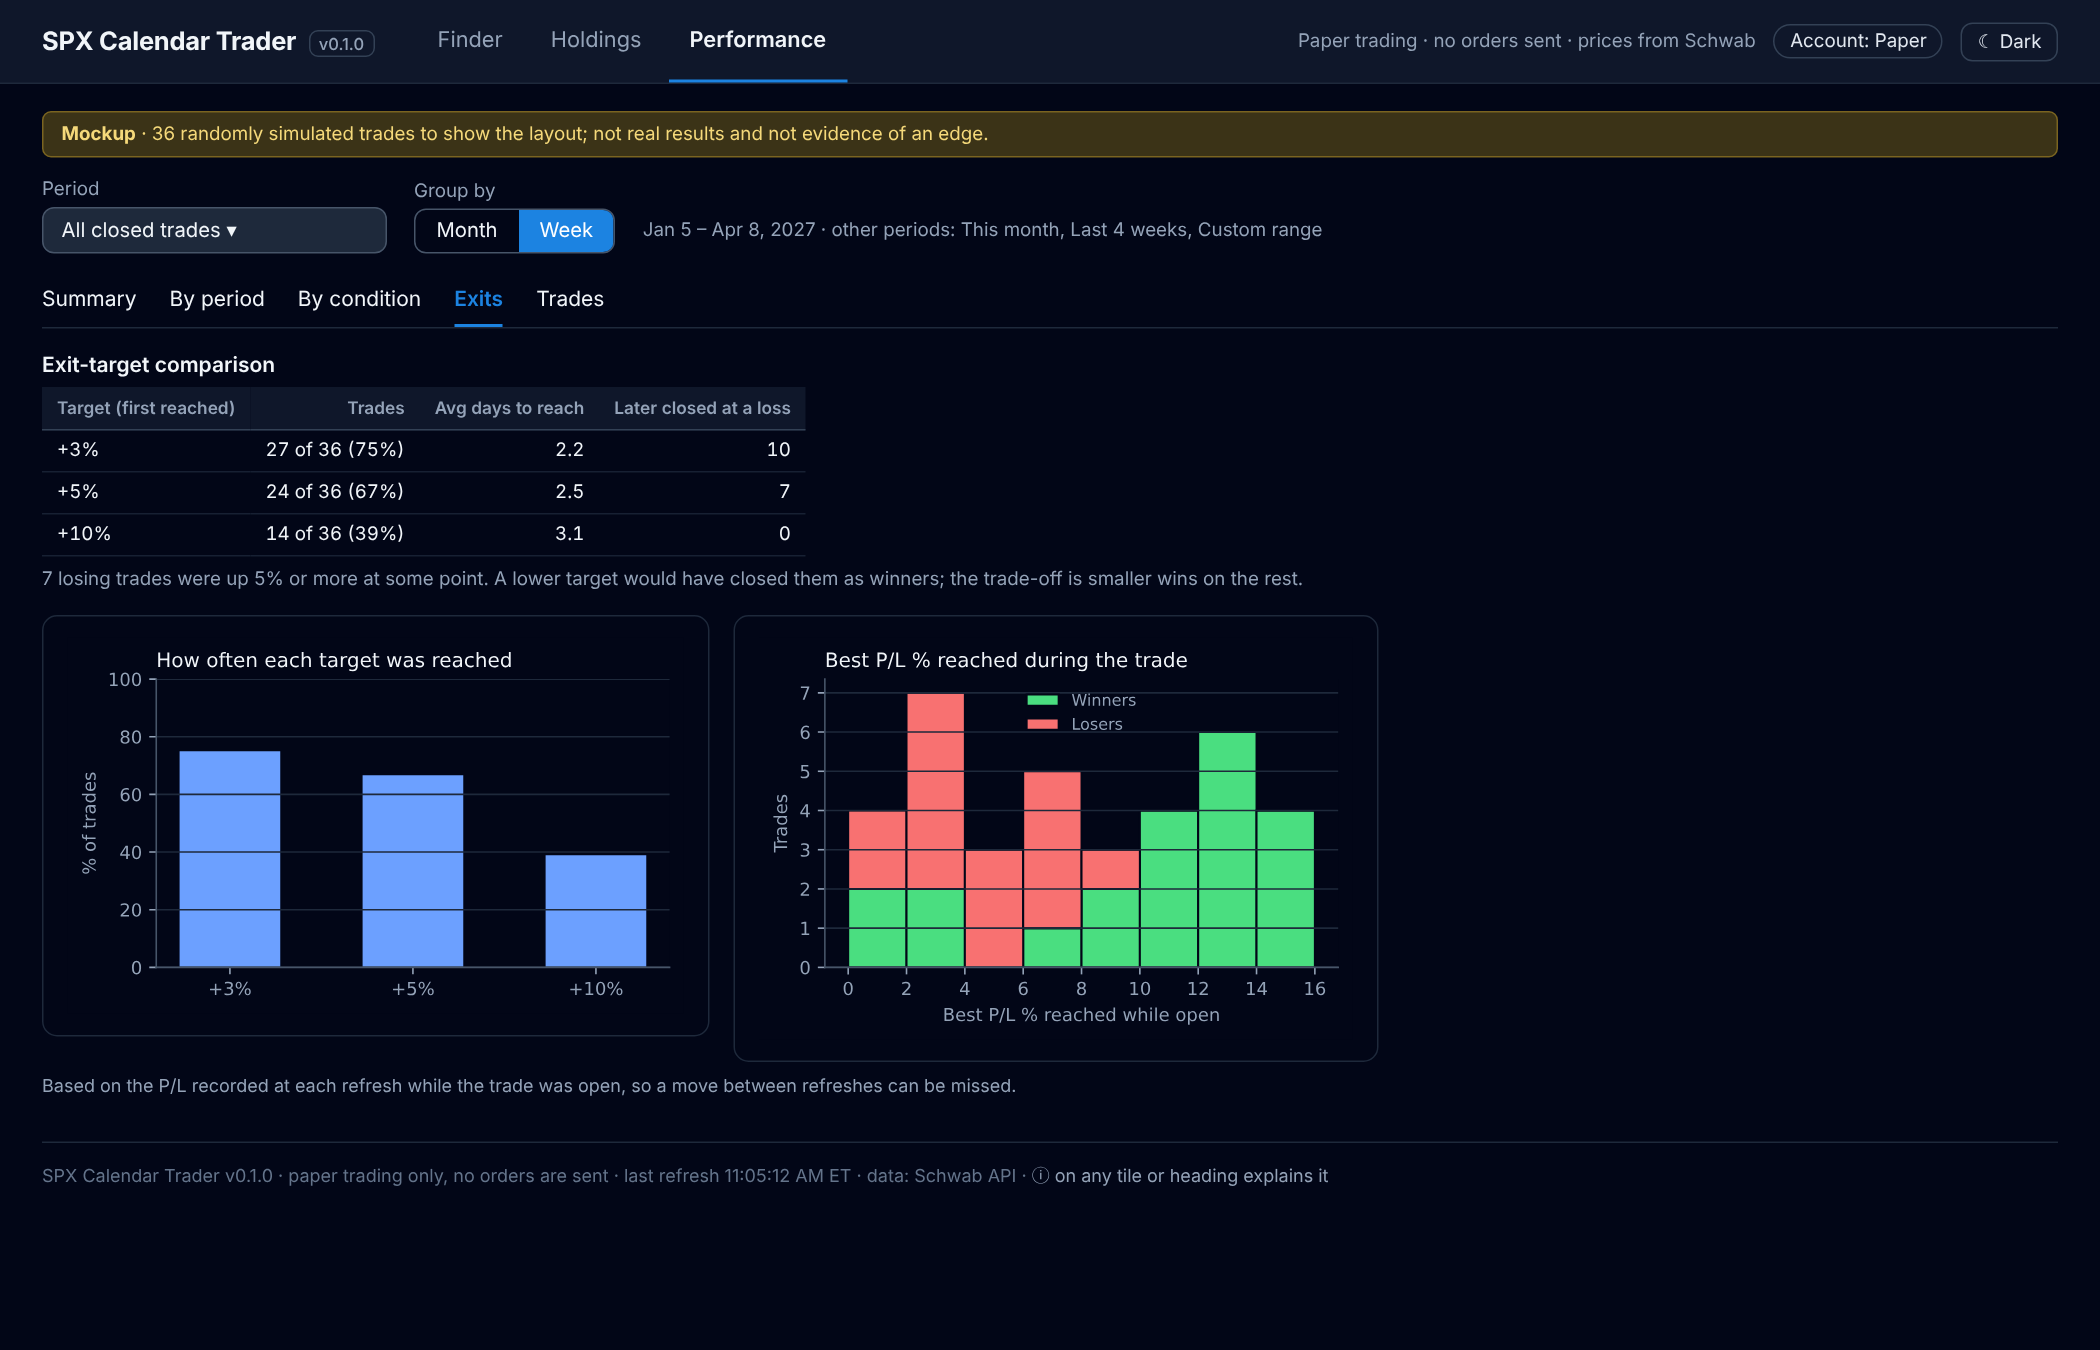 SPX Calendar Trader v0.1.0 Finder Holdings Performance Paper trading · no orders sent · prices from Schwab Account: Paper ☾ Dark
Mockup · 36 randomly simulated trades to show the layout; not real results and not evidence of an edge.
Period Group by
All closed trades ▾ Month Week Jan 5 – Apr 8, 2027 · other periods: This month, Last 4 weeks, Custom range
Summary By period By condition Exits Trades
Exit-target comparison
Target (first reached) Trades Avg days to reach Later closed at a loss
+3% 27 of 36 (75%) 2.2 10
+5% 24 of 36 (67%) 2.5 7
+10% 14 of 36 (39%) 3.1 0
7 losing trades were up 5% or more at some point. A lower target would have closed them as winners; the trade-off is smaller wins on the rest.
How often each target was reached
100
80
60
40
20
0
% of trades
+3% +5% +10%
Best P/L % reached during the trade
Winners
Losers
7
6
5
4
3
2
1
0
Trades
0 2 4 6 8 10 12 14 16
Best P/L % reached while open
Based on the P/L recorded at each refresh while the trade was open, so a move between refreshes can be missed.
SPX Calendar Trader v0.1.0 · paper trading only, no orders are sent · last refresh 11:05:12 AM ET · data: Schwab API · ⓘ on any tile or heading explains it